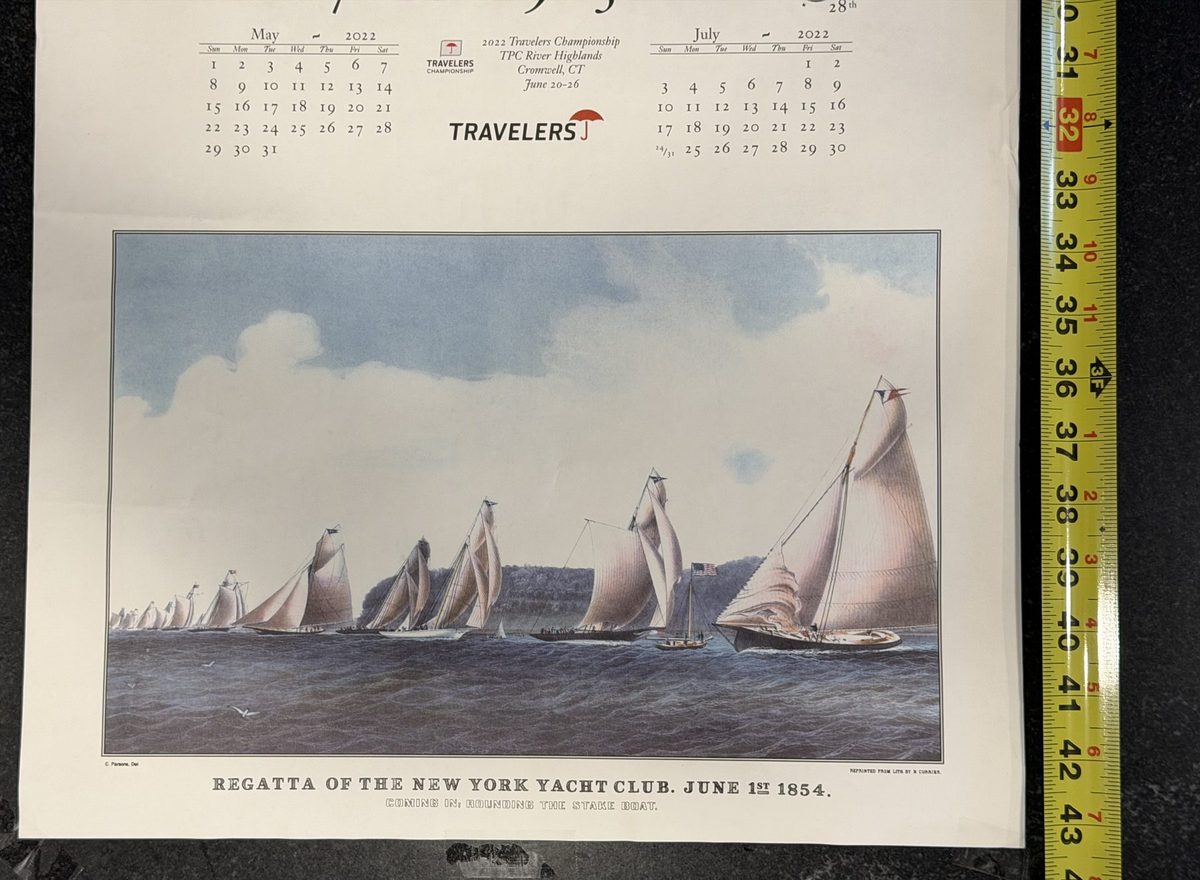 28th
May ~ 2022
Sun Mon Tue Wed Thu Fri Sat
1 2 3 4 5 6 7
8 9 10 11 12 13 14
15 16 17 18 19 20 21
22 23 24 25 26 27 28
29 30 31
TRAVELERS
CHAMPIONSHIP
2022 Travelers Championship
TPC River Highlands
Cromwell, CT
June 20-26
TRAVELERS
July ~ 2022
Sun Mon Tue Wed Thu Fri Sat
1 2
3 4 5 6 7 8 9
10 11 12 13 14 15 16
17 18 19 20 21 22 23
24/31 25 26 27 28 29 30
C. Parsons, Del.
REPRINTED FROM LITH BY N CURRIER.
REGATTA OF THE NEW YORK YACHT CLUB. JUNE 1ST 1854.
COMING IN; ROUNDING THE STAKE BOAT.
31 32 33 34 35 36 37 38 39 40 41 42 43
7 8 9 10 11 3F 1 2 3 4 5 6 7